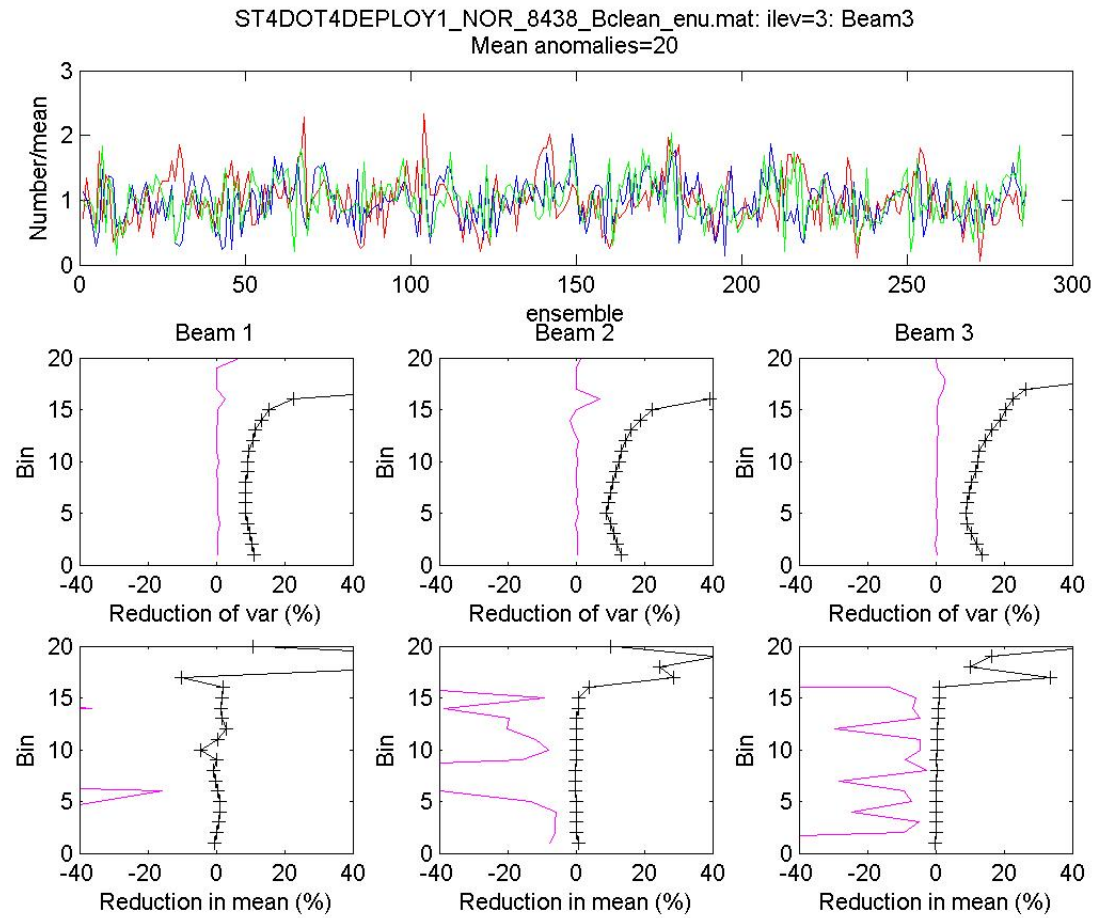 ST4DOT4DEPLOY1_NOR_8438_Bclean_enu.mat: ilev=3: Beam3
Mean anomalies=20
3
2
1
0
Number/mean
0 50 100 150 200 250 300
ensemble
Beam 1 Beam 2 Beam 3
20 20 20
15 15 15
10 10 10
5 5 5
0 0 0
Bin Bin Bin
-40 -20 0 20 40 -40 -20 0 20 40 -40 -20 0 20 40
Reduction of var (%) Reduction of var (%) Reduction of var (%)
20 20 20
15 15 15
10 10 10
5 5 5
0 0 0
Bin Bin Bin
-40 -20 0 20 40 -40 -20 0 20 40 -40 -20 0 20 40
Reduction in mean (%) Reduction in mean (%) Reduction in mean (%)